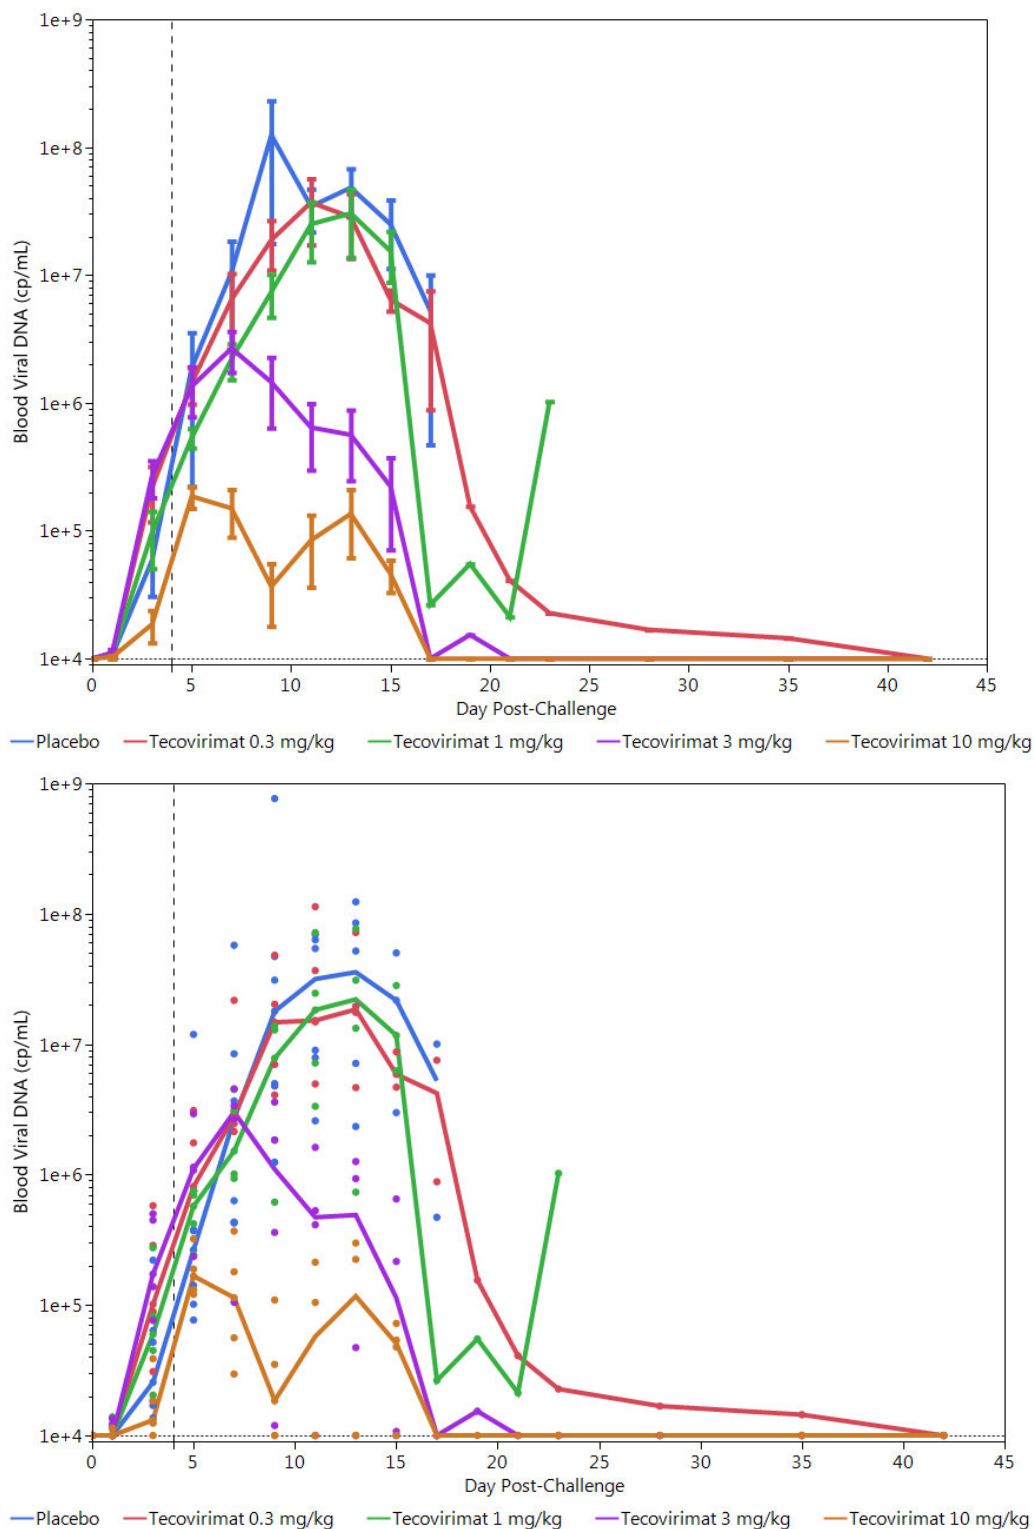 1e+9
1e+8
1e+7
1e+6
1e+5
1e+4
Blood Viral DNA (cp/mL)
0 5 10 15 20 25 30 35 40 45
Day Post-Challenge
Placebo Tecovirimat 0.3 mg/kg Tecovirimat 1 mg/kg Tecovirimat 3 mg/kg Tecovirimat 10 mg/kg
1e+9
1e+8
1e+7
1e+6
1e+5
1e+4
Blood Viral DNA (cp/mL)
0 5 10 15 20 25 30 35 40 45
Day Post-Challenge
Placebo Tecovirimat 0.3 mg/kg Tecovirimat 1 mg/kg Tecovirimat 3 mg/kg Tecovirimat 10 mg/kg